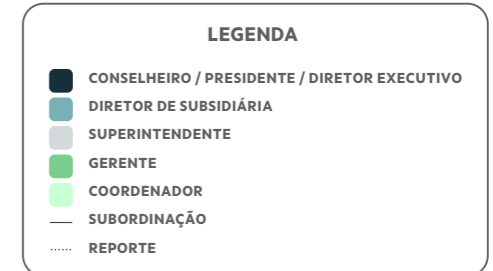 LEGENDA
CONSELHEIRO / PRESIDENTE / DIRETOR EXECUTIVO
DIRETOR DE SUBSIDIÁRIA
SUPERINTENDENTE
GERENTE
COORDENADOR
SUBORDINAÇÃO
REPORTE